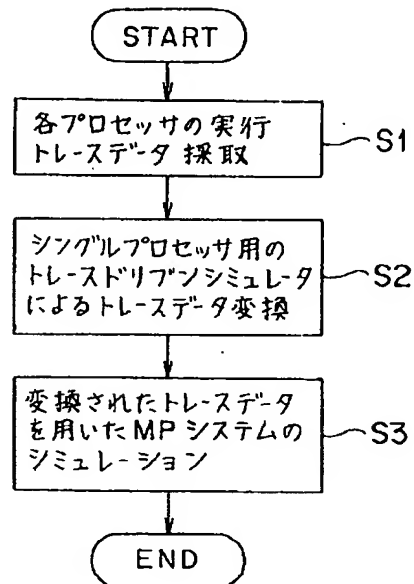 START
各プロセッサの実行
トレースデータ 採取
S1
シングルプロセッサ用の
トレースドリブンシミュレータ
によるトレースデータ変換
S2
変換されたトレースデータ
を用いたMPシステムの
シミュレーション
S3
END